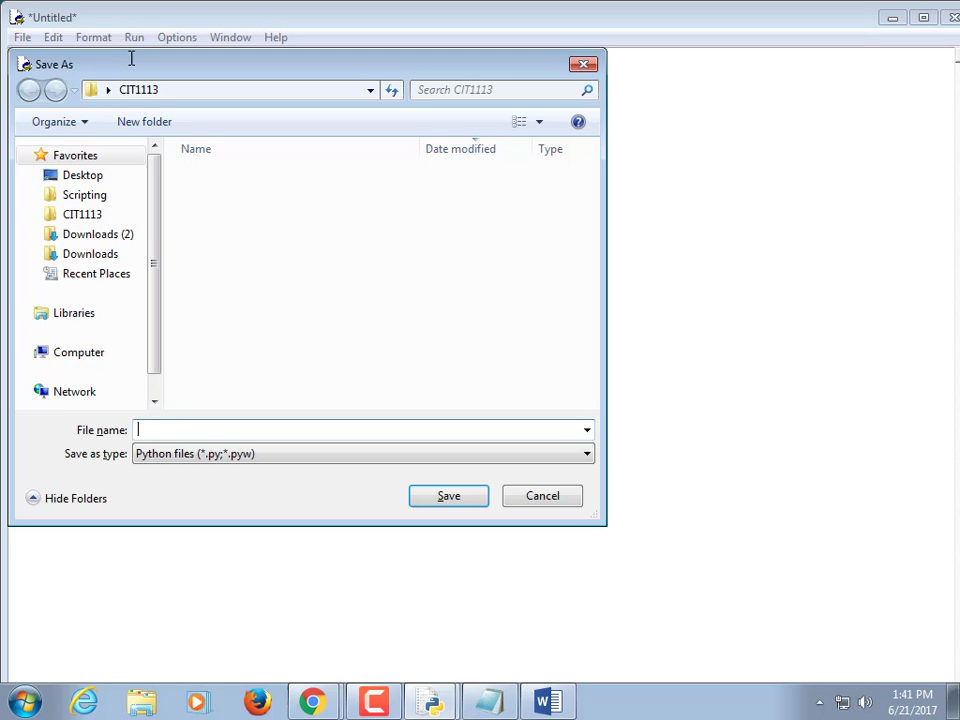 *Untitled*
File Edit Format Run Options Window Help
Save As
CIT1113
Search CIT1113
Organize
New folder
Name
Date modified
Type
Favorites
Desktop
Scripting
CIT1113
Downloads (2)
Downloads
Recent Places
Libraries
Computer
Network
File name:
Save as type: Python files (*.py;*.pyw)
Hide Folders
Save
Cancel
1:41 PM
6/21/2017